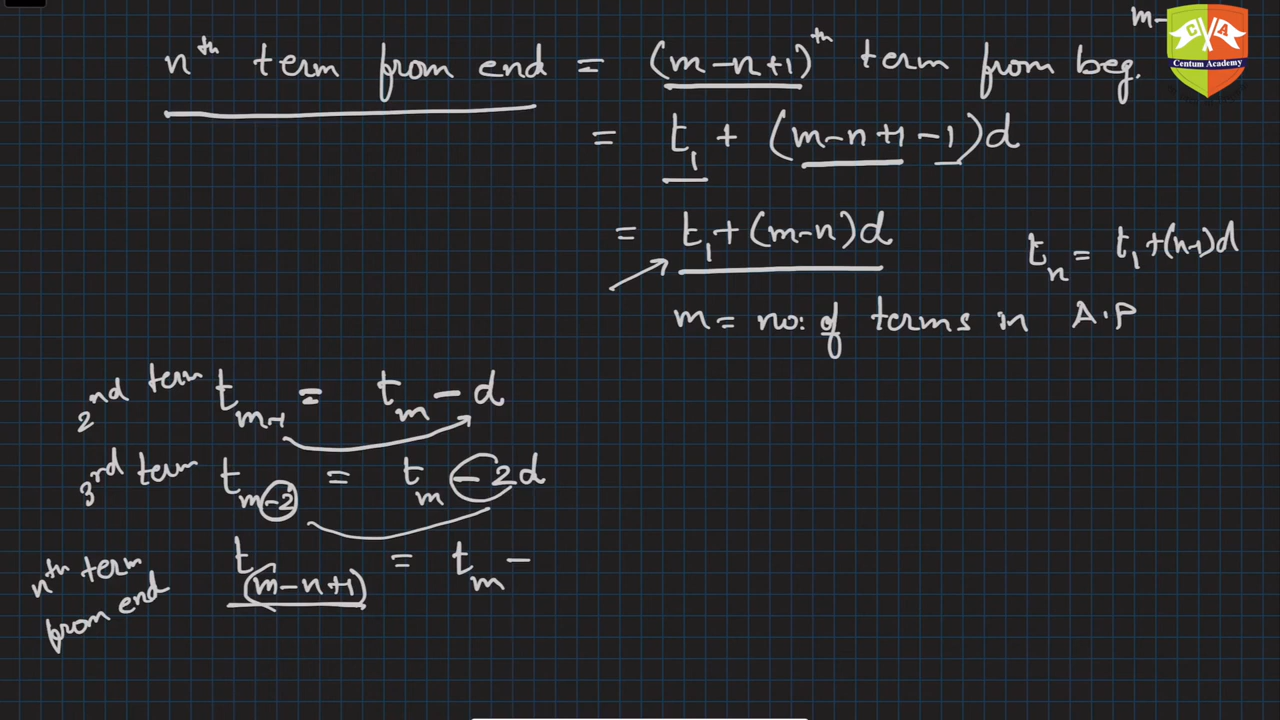 m-
C A
Centum Academy
nth term from end = (m-n+1)th term from beg.
= t1 + (m-n+1-1)d
= t1+(m-n)d
tn = t1+(n-1)d
m = no: of terms in A.P
2nd term tm-1 = tm - d
3rd term tm-2 = tm - 2d
nth term from end t(m-n+1) = tm -